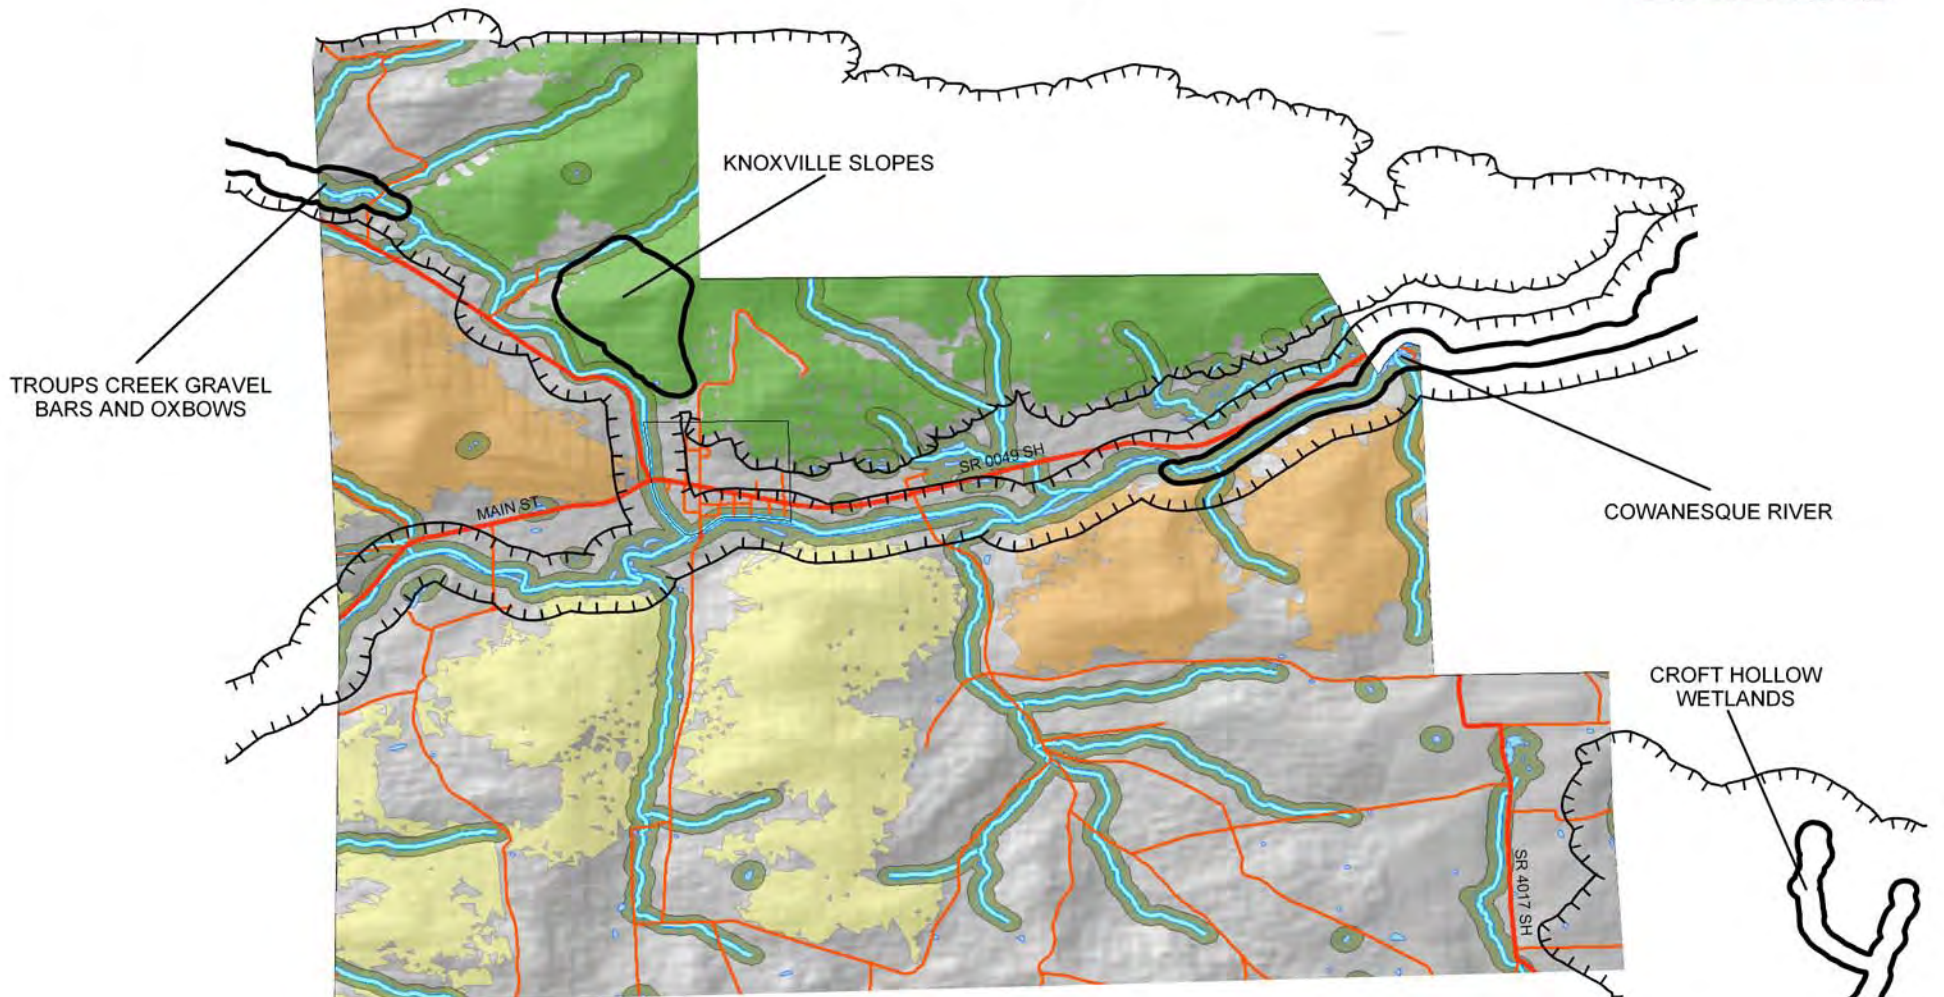 KNOXVILLE SLOPES
TROUPS CREEK GRAVEL
BARS AND OXBOWS
SR 0049 SH
MAIN ST
COWANESQUE RIVER
CROFT HOLLOW
WETLANDS
SR 4017 SH